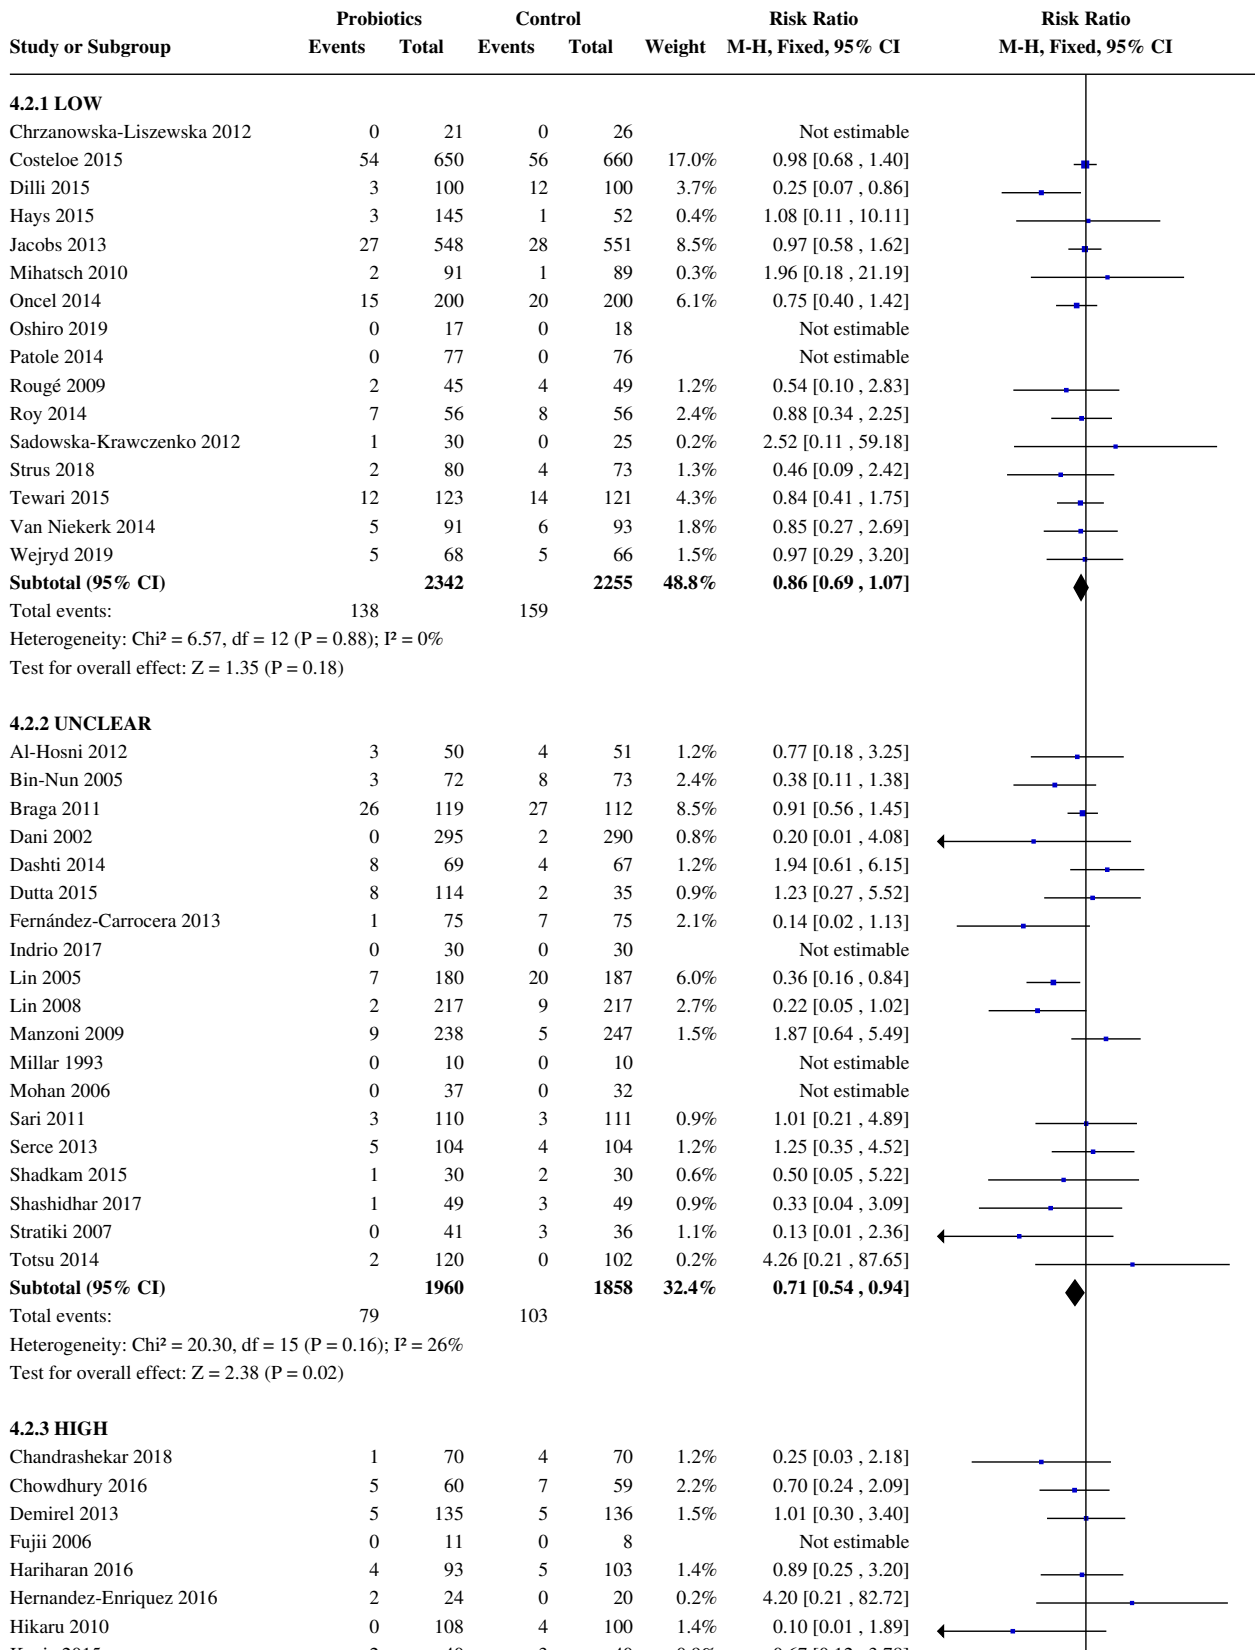 Probiotics Control Risk Ratio Risk Ratio
Study or Subgroup Events Total Events Total Weight M-H, Fixed, 95% CI M-H, Fixed, 95% CI
4.2.1 LOW
Chrzanowska-Liszewska 2012 0 21 0 26 Not estimable
Costeloe 2015 54 650 56 660 17.0% 0.98 [0.68 , 1.40]
Dilli 2015 3 100 12 100 3.7% 0.25 [0.07 , 0.86]
Hays 2015 3 145 1 52 0.4% 1.08 [0.11 , 10.11]
Jacobs 2013 27 548 28 551 8.5% 0.97 [0.58 , 1.62]
Mihatsch 2010 2 91 1 89 0.3% 1.96 [0.18 , 21.19]
Oncel 2014 15 200 20 200 6.1% 0.75 [0.40 , 1.42]
Oshiro 2019 0 17 0 18 Not estimable
Patole 2014 0 77 0 76 Not estimable
Rougé 2009 2 45 4 49 1.2% 0.54 [0.10 , 2.83]
Roy 2014 7 56 8 56 2.4% 0.88 [0.34 , 2.25]
Sadowska-Krawczenko 2012 1 30 0 25 0.2% 2.52 [0.11 , 59.18]
Strus 2018 2 80 4 73 1.3% 0.46 [0.09 , 2.42]
Tewari 2015 12 123 14 121 4.3% 0.84 [0.41 , 1.75]
Van Niekerk 2014 5 91 6 93 1.8% 0.85 [0.27 , 2.69]
Wejryd 2019 5 68 5 66 1.5% 0.97 [0.29 , 3.20]
Subtotal (95% CI) 2342 2255 48.8% 0.86 [0.69 , 1.07]
Total events: 138 159
Heterogeneity: Chi² = 6.57, df = 12 (P = 0.88); I² = 0%
Test for overall effect: Z = 1.35 (P = 0.18)
4.2.2 UNCLEAR
Al-Hosni 2012 3 50 4 51 1.2% 0.77 [0.18 , 3.25]
Bin-Nun 2005 3 72 8 73 2.4% 0.38 [0.11 , 1.38]
Braga 2011 26 119 27 112 8.5% 0.91 [0.56 , 1.45]
Dani 2002 0 295 2 290 0.8% 0.20 [0.01 , 4.08]
Dashti 2014 8 69 4 67 1.2% 1.94 [0.61 , 6.15]
Dutta 2015 8 114 2 35 0.9% 1.23 [0.27 , 5.52]
Fernández-Carrocera 2013 1 75 7 75 2.1% 0.14 [0.02 , 1.13]
Indrio 2017 0 30 0 30 Not estimable
Lin 2005 7 180 20 187 6.0% 0.36 [0.16 , 0.84]
Lin 2008 2 217 9 217 2.7% 0.22 [0.05 , 1.02]
Manzoni 2009 9 238 5 247 1.5% 1.87 [0.64 , 5.49]
Millar 1993 0 10 0 10 Not estimable
Mohan 2006 0 37 0 32 Not estimable
Sari 2011 3 110 3 111 0.9% 1.01 [0.21 , 4.89]
Serce 2013 5 104 4 104 1.2% 1.25 [0.35 , 4.52]
Shadkam 2015 1 30 2 30 0.6% 0.50 [0.05 , 5.22]
Shashidhar 2017 1 49 3 49 0.9% 0.33 [0.04 , 3.09]
Stratiki 2007 0 41 3 36 1.1% 0.13 [0.01 , 2.36]
Totsu 2014 2 120 0 102 0.2% 4.26 [0.21 , 87.65]
Subtotal (95% CI) 1960 1858 32.4% 0.71 [0.54 , 0.94]
Total events: 79 103
Heterogeneity: Chi² = 20.30, df = 15 (P = 0.16); I² = 26%
Test for overall effect: Z = 2.38 (P = 0.02)
4.2.3 HIGH
Chandrashekar 2018 1 70 4 70 1.2% 0.25 [0.03 , 2.18]
Chowdhury 2016 5 60 7 59 2.2% 0.70 [0.24 , 2.09]
Demirel 2013 5 135 5 136 1.5% 1.01 [0.30 , 3.40]
Fujii 2006 0 11 0 8 Not estimable
Hariharan 2016 4 93 5 103 1.4% 0.89 [0.25 , 3.20]
Hernandez-Enriquez 2016 2 24 0 20 0.2% 4.20 [0.21 , 82.72]
Hikaru 2010 0 108 4 100 1.4% 0.10 [0.01 , 1.89]